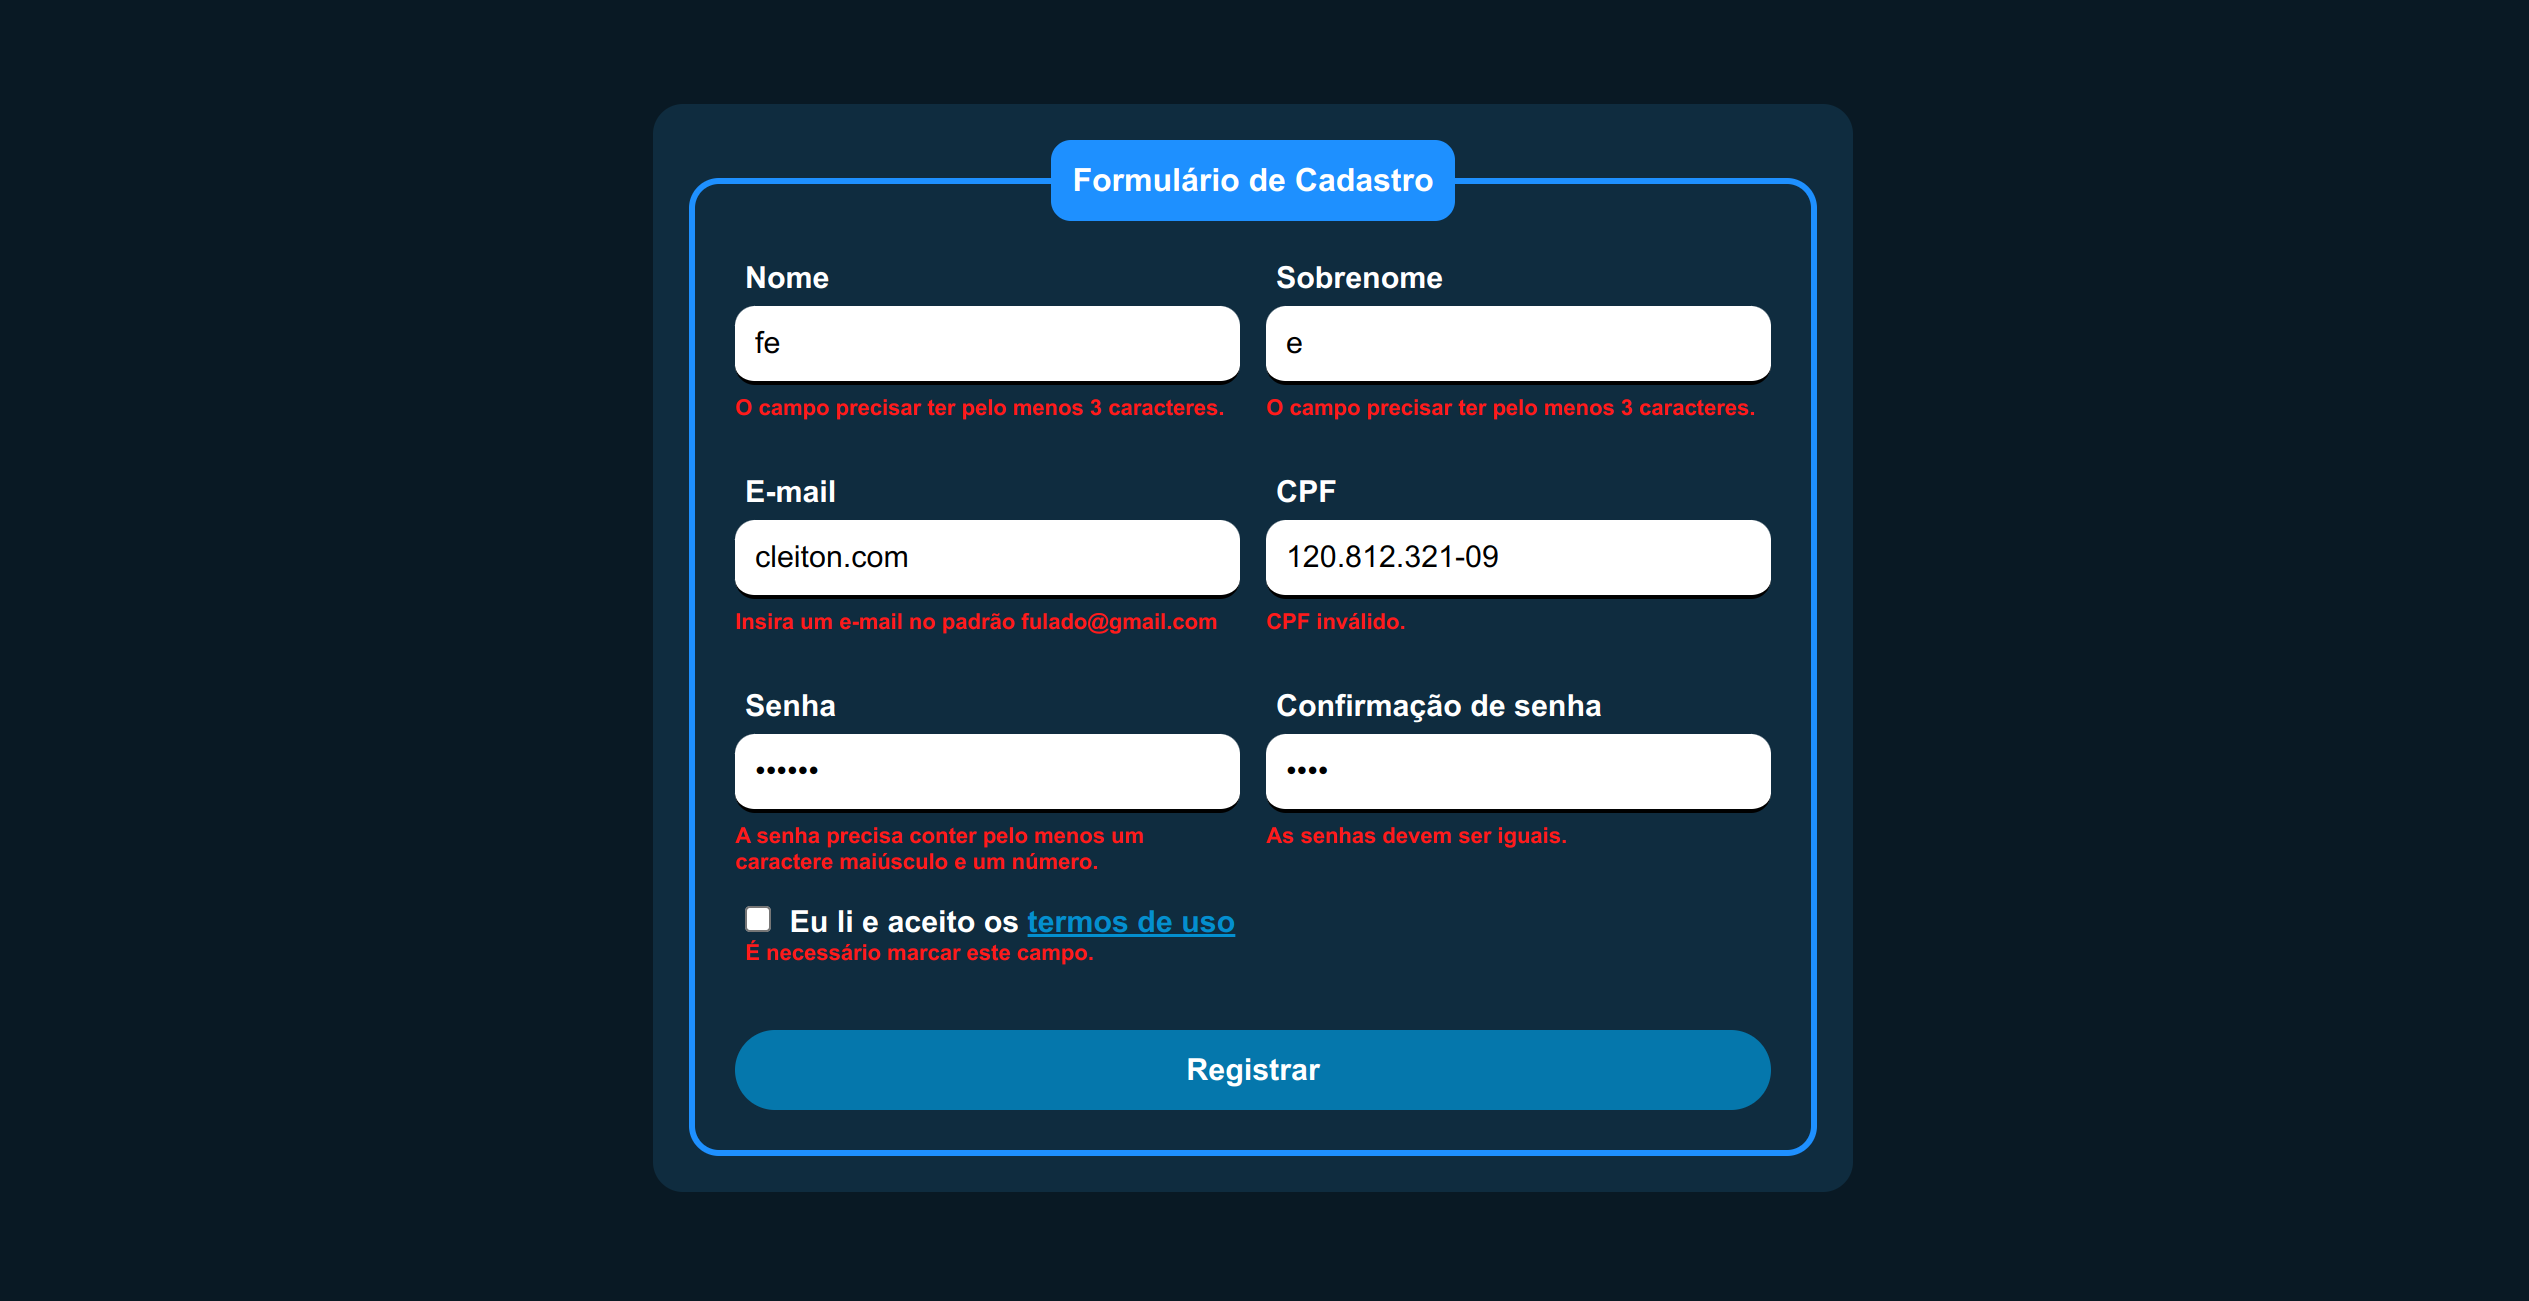 Formulário de Cadastro
Nome
Sobrenome
fe
e
O campo precisar ter pelo menos 3 caracteres.
O campo precisar ter pelo menos 3 caracteres.
E-mail
CPF
cleiton.com
120.812.321-09
Insira um e-mail no padrão fulado@gmail.com
CPF inválido.
Senha
Confirmação de senha
••••••
••••
A senha precisa conter pelo menos um
caractere maiúsculo e um número.
As senhas devem ser iguais.
Eu li e aceito os termos de uso
É necessário marcar este campo.
Registrar